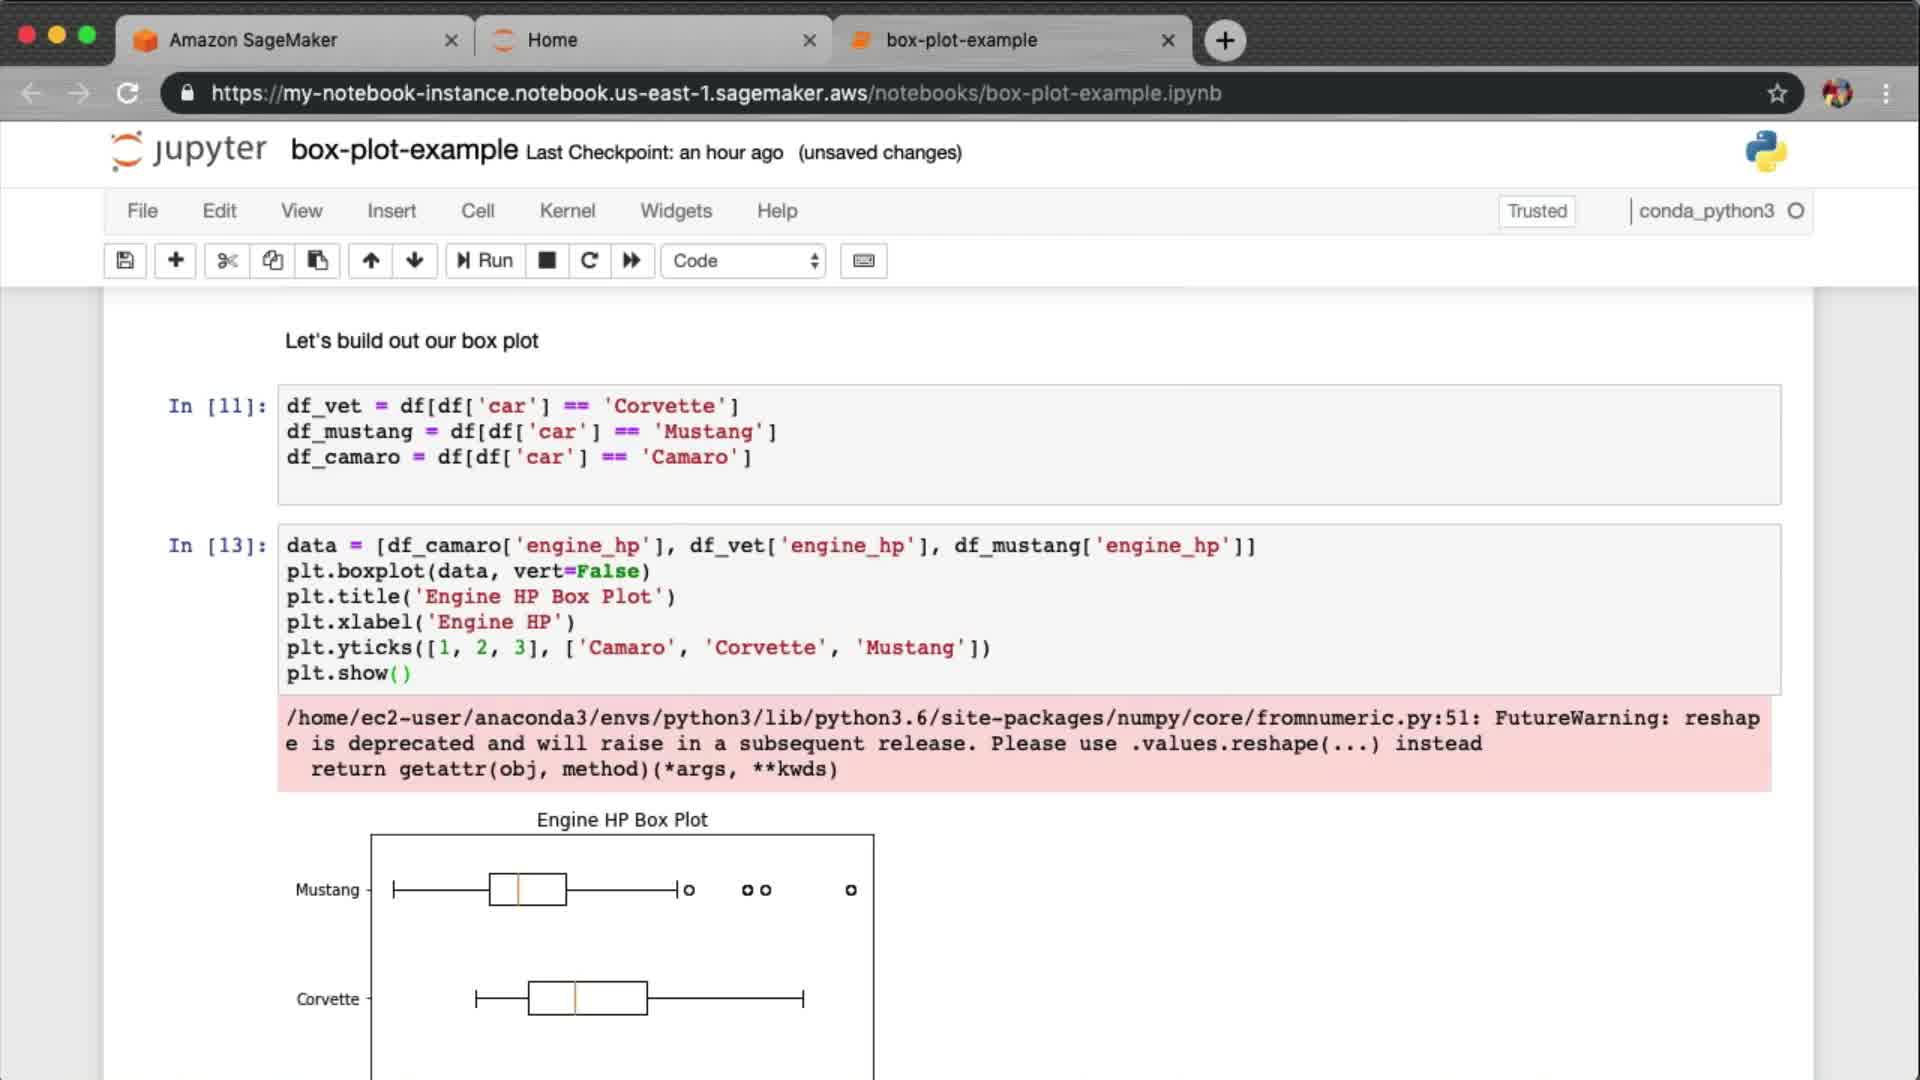 Amazon SageMaker
Home
box-plot-example
https://my-notebook-instance.notebook.us-east-1.sagemaker.aws/notebooks/box-plot-example.ipynb
jupyter box-plot-example Last Checkpoint: an hour ago (unsaved changes)
File Edit View Insert Cell Kernel Widgets Help Trusted conda_python3
Run Code
Let's build out our box plot
In [11]: df_vet = df[df['car'] == 'Corvette']
df_mustang = df[df['car'] == 'Mustang']
df_camaro = df[df['car'] == 'Camaro']
In [13]: data = [df_camaro['engine_hp'], df_vet['engine_hp'], df_mustang['engine_hp']]
plt.boxplot(data, vert=False)
plt.title('Engine HP Box Plot')
plt.xlabel('Engine HP')
plt.yticks([1, 2, 3], ['Camaro', 'Corvette', 'Mustang'])
plt.show()
/home/ec2-user/anaconda3/envs/python3/lib/python3.6/site-packages/numpy/core/fromnumeric.py:51: FutureWarning: reshap
e is deprecated and will raise in a subsequent release. Please use .values.reshape(...) instead
return getattr(obj, method)(*args, **kwds)
Engine HP Box Plot
Mustang
Corvette